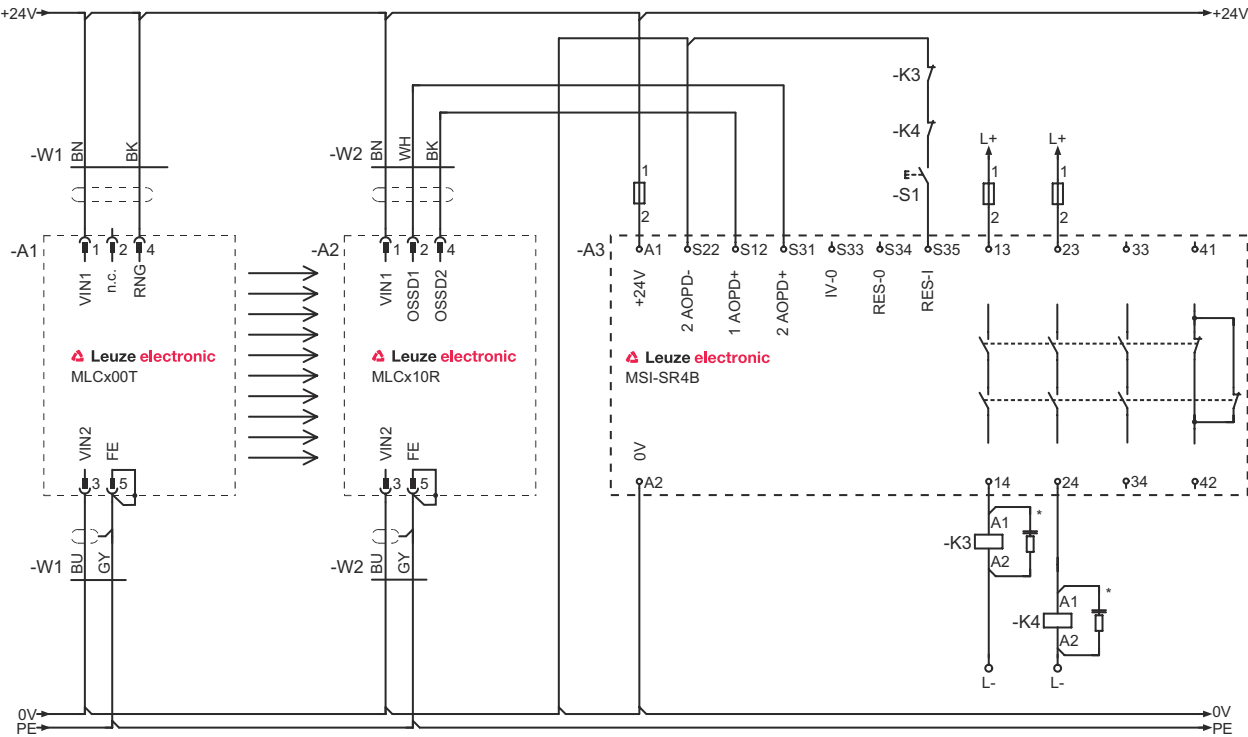 +24V +24V
-K3
-K4
-S1
-W1 BN BK
-W2 BN WH BK
1 2
L+ 1 2
L+ 1 2
-A1 1 2 4
VIN1 n.c. RNG
-A2 1 2 4
VIN1 OSSD1 OSSD2
-A3 A1 S22 S12 S31 S33 S34 S35 13 23 33 41
+24V 2 AOPD- 1 AOPD+ 2 AOPD+ IV-0 RES-0 RES-I
Leuze electronic
MLCx00T
Leuze electronic
MLCx10R
Leuze electronic
MSI-SR4B
VIN2 FE
VIN2 FE
0V
3 5
3 5
A2 14 24 34 42
-K3 A1 A2 *
-W1 BU GY
-W2 BU GY
-K4 A1 A2 *
L- L-
0V 0V
PE PE